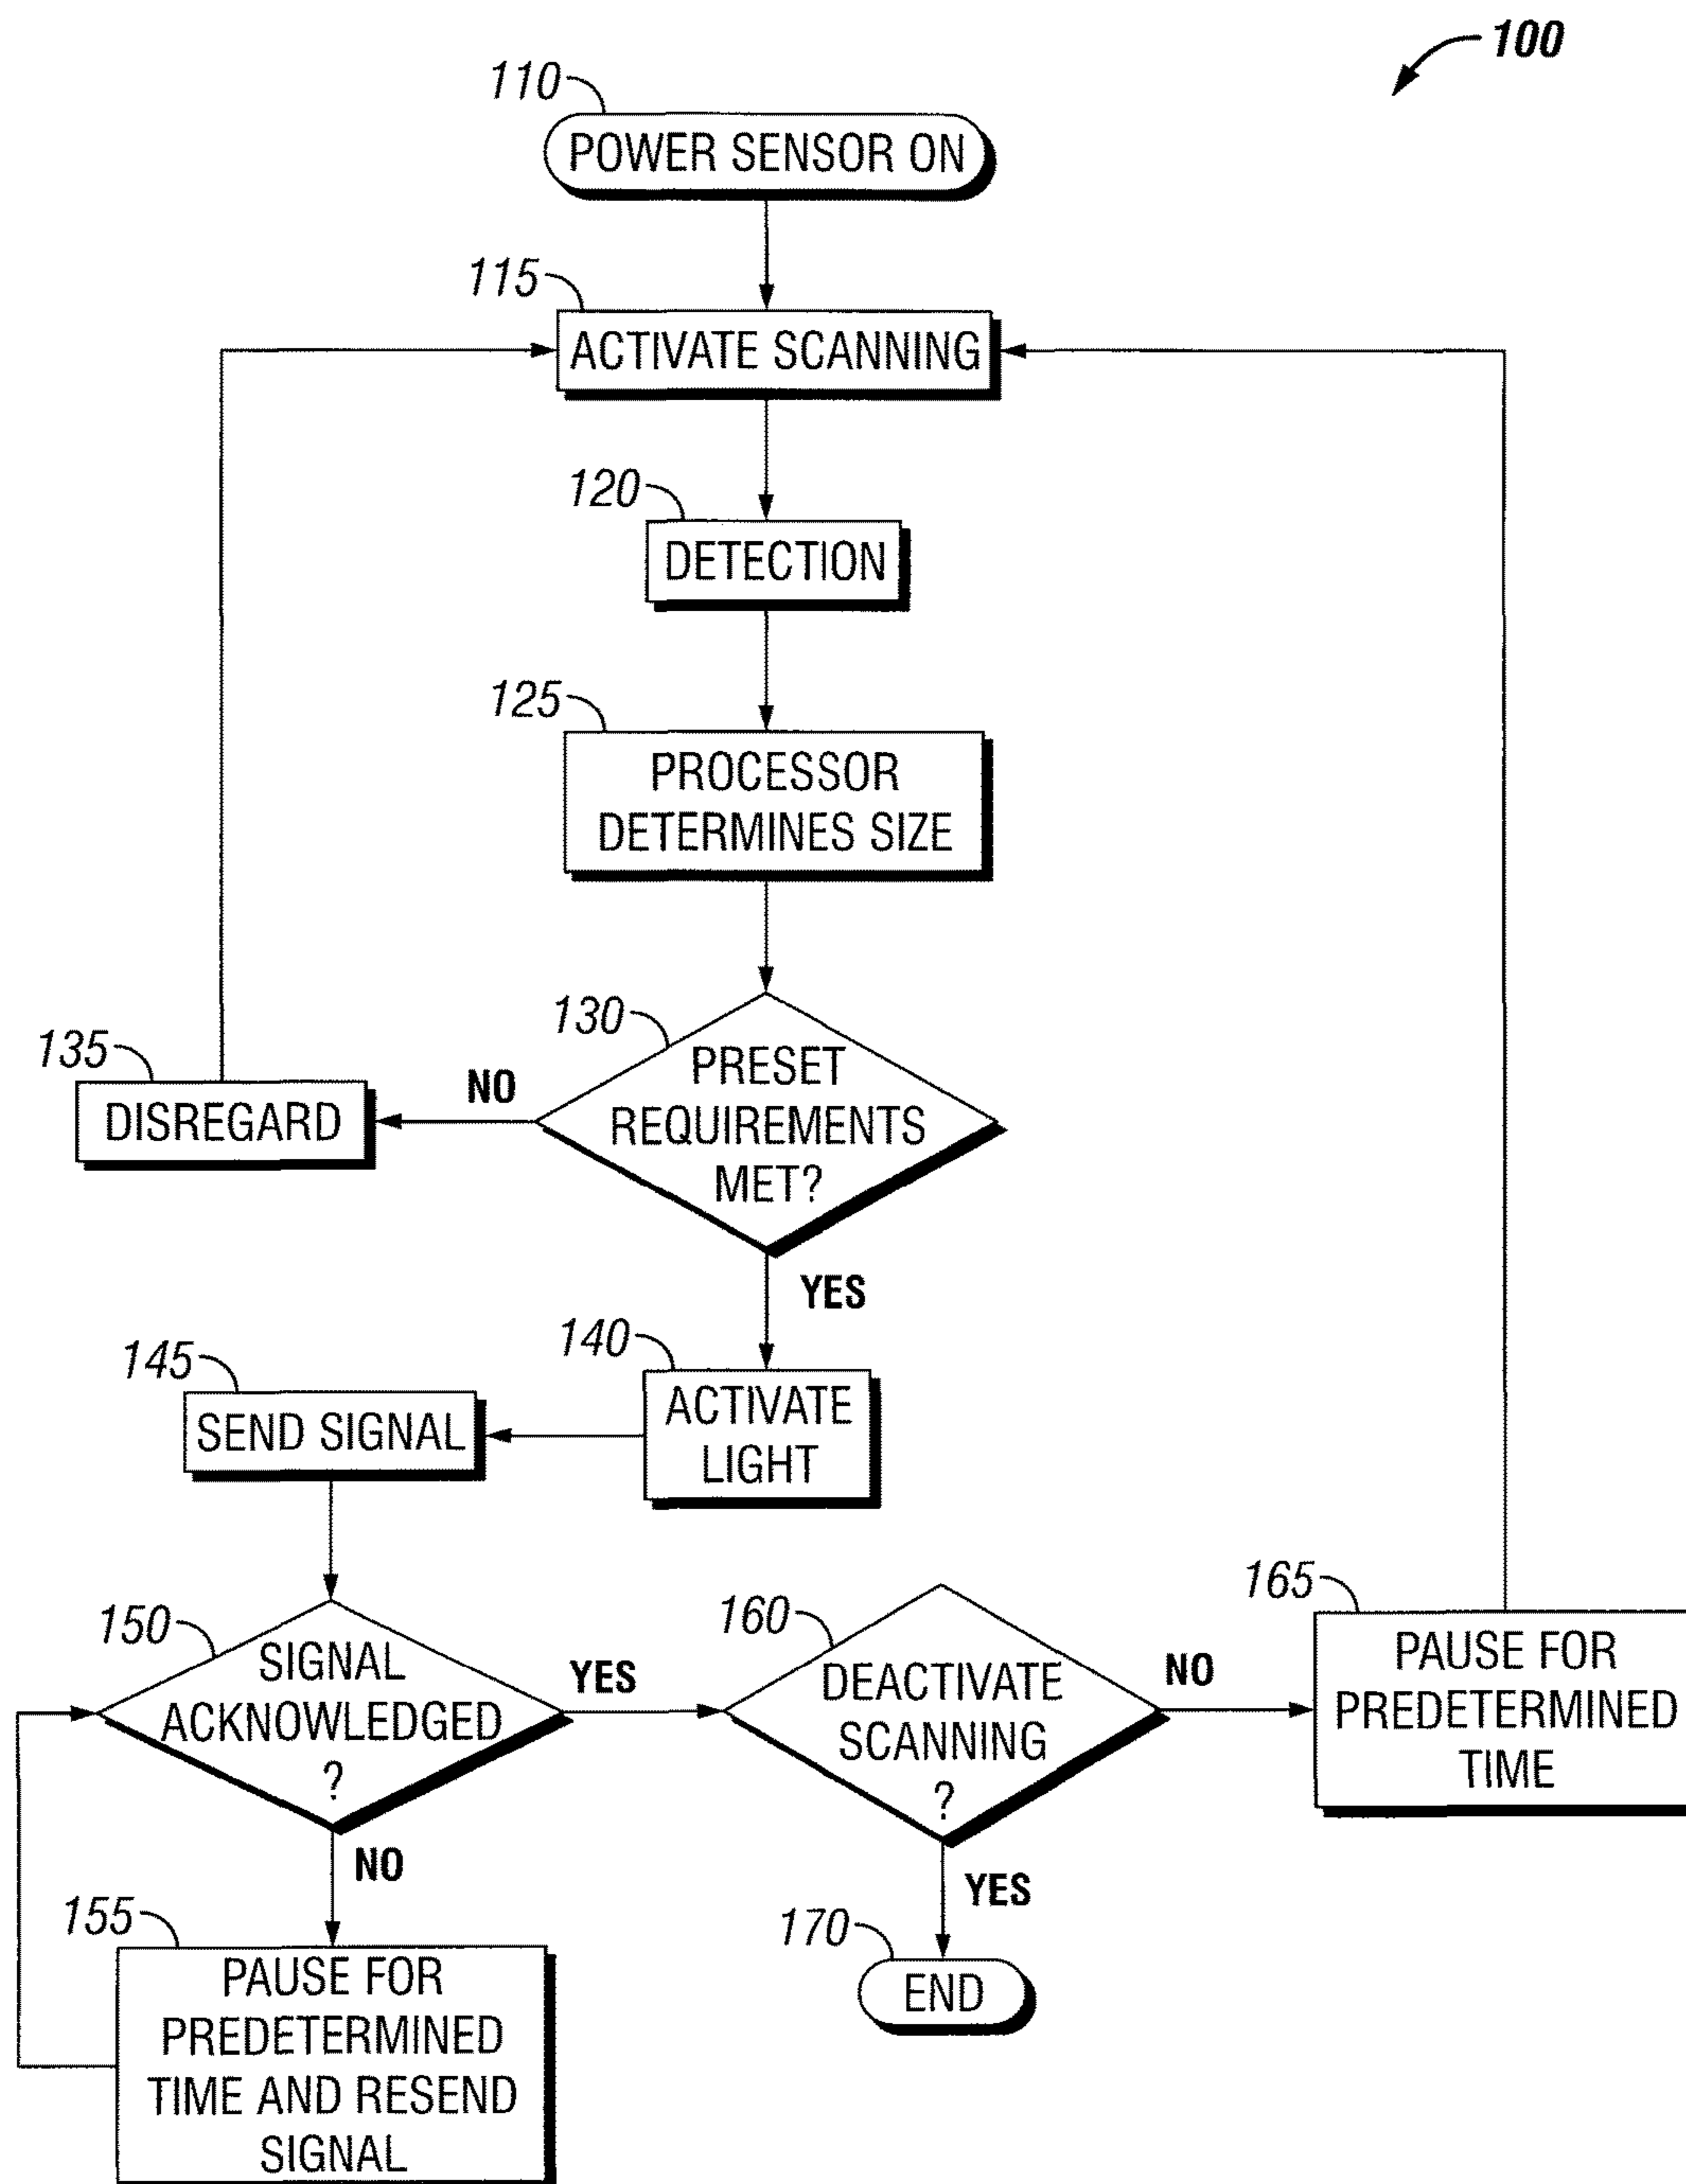 100
110
POWER SENSOR ON
115
ACTIVATE SCANNING
120
DETECTION
125
PROCESSOR
DETERMINES SIZE
130
PRESET
REQUIREMENTS
MET?
NO
135
DISREGARD
YES
140
ACTIVATE
LIGHT
145
SEND SIGNAL
150
SIGNAL
ACKNOWLEDGED
?
YES
NO
155
PAUSE FOR
PREDETERMINED
TIME AND RESEND
SIGNAL
160
DEACTIVATE
SCANNING
?
NO
165
PAUSE FOR
PREDETERMINED
TIME
YES
170
END